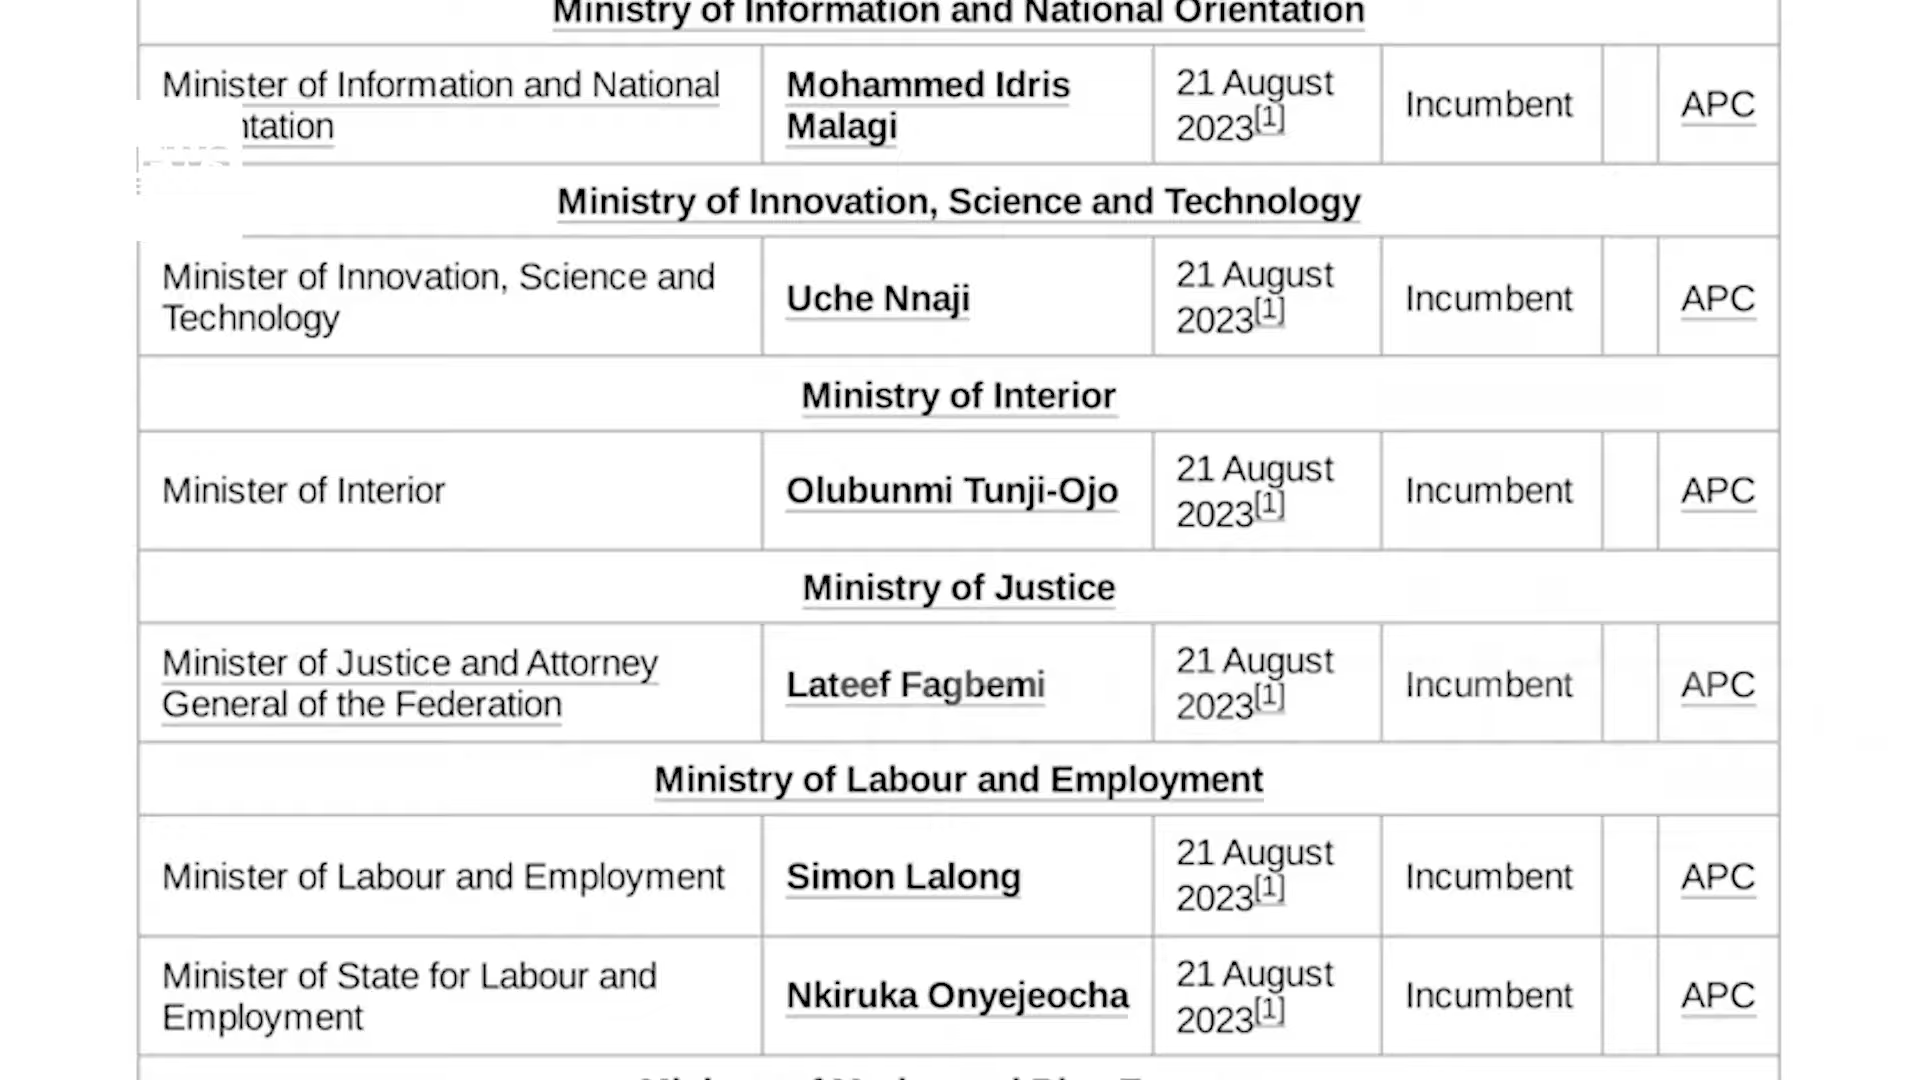 Ministry of Information and National Orientation
Minister of Information and National
ntation
Mohammed Idris
Malagi
21 August
2023[1]
Incumbent
APC
Ministry of Innovation, Science and Technology
Minister of Innovation, Science and
Technology
Uche Nnaji
21 August
2023[1]
Incumbent
APC
Ministry of Interior
Minister of Interior
Olubunmi Tunji-Ojo
21 August
2023[1]
Incumbent
APC
Ministry of Justice
Minister of Justice and Attorney
General of the Federation
Lateef Fagbemi
21 August
2023[1]
Incumbent
APC
Ministry of Labour and Employment
Minister of Labour and Employment
Simon Lalong
21 August
2023[1]
Incumbent
APC
Minister of State for Labour and
Employment
Nkiruka Onyejeocha
21 August
2023[1]
Incumbent
APC